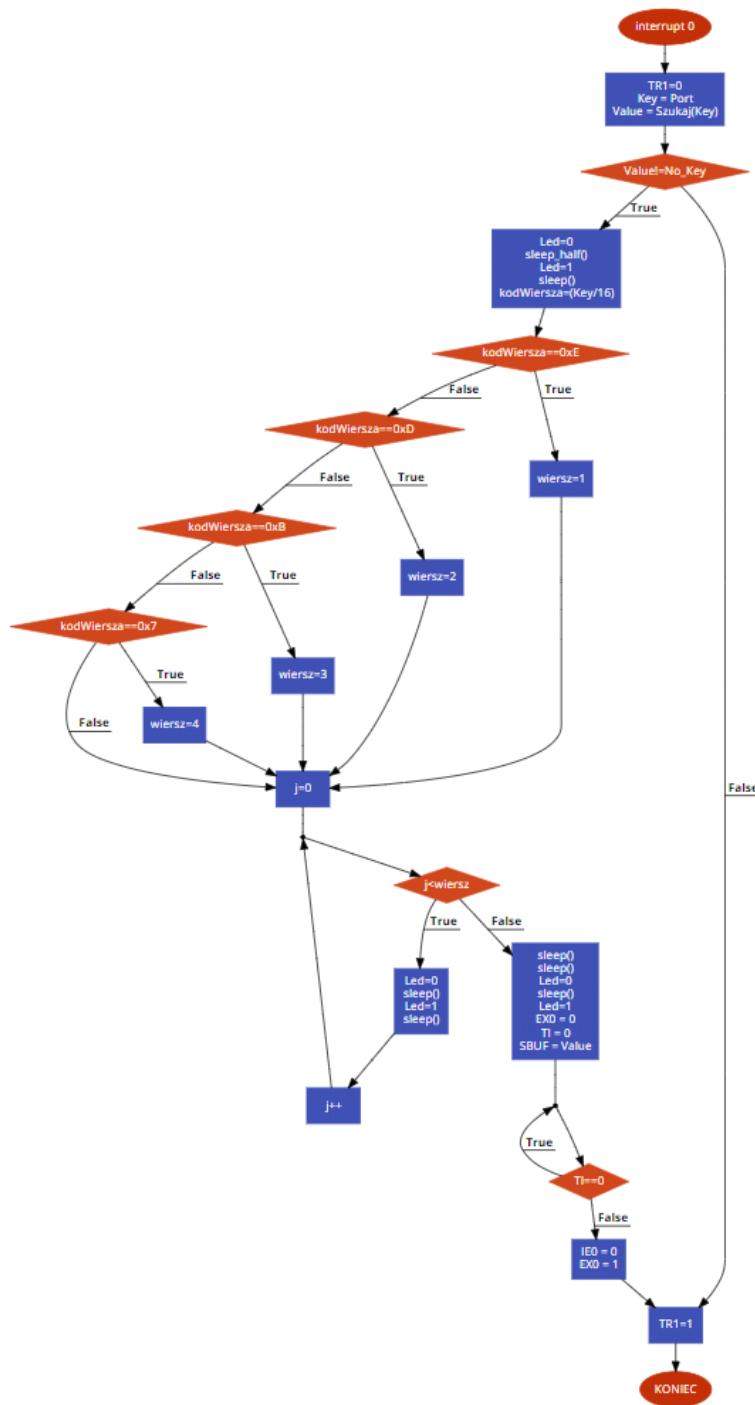 interrupt 0
TR1=0
Key = Port
Value = Szukaj(Key)
Value!=No_Key
True
Led=0
sleep_half()
Led=1
sleep()
kodWiersza=(Key/16)
kodWiersza==0xE
False
True
kodWiersza==0xD
wiersz=1
False
True
kodWiersza==0xB
wiersz=2
False
True
kodWiersza==0x7
wiersz=3
True
False
wiersz=4
j=0
False
j<wiersz
True
False
Led=0
sleep()
Led=1
sleep()
sleep()
sleep()
Led=0
sleep()
Led=1
EX0 = 0
TI = 0
SBUF = Value
j++
True
TI==0
False
IE0 = 0
EX0 = 1
TR1=1
KONIEC